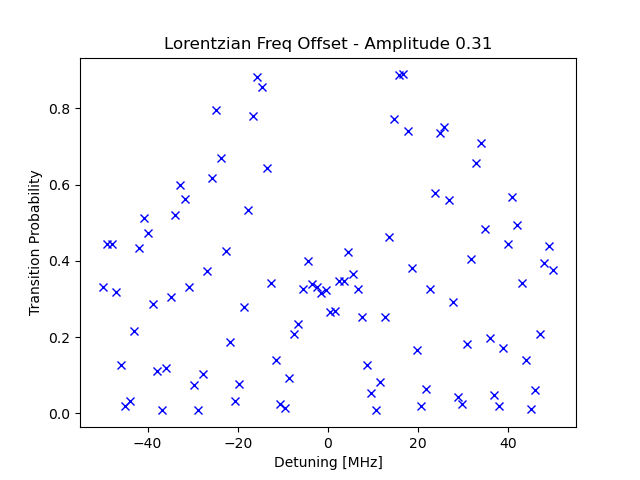 Lorentzian Freq Offset - Amplitude 0.31
Transition Probability
0.8
0.6
0.4
0.2
0.0
−40 −20 0 20 40
Detuning [MHz]